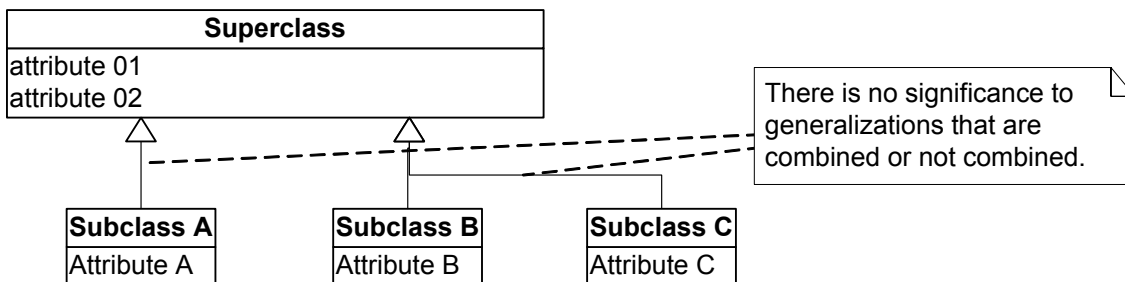 Superclass
attribute 01
attribute 02
There is no significance to
generalizations that are
combined or not combined.
Subclass A
Attribute A
Subclass B
Attribute B
Subclass C
Attribute C